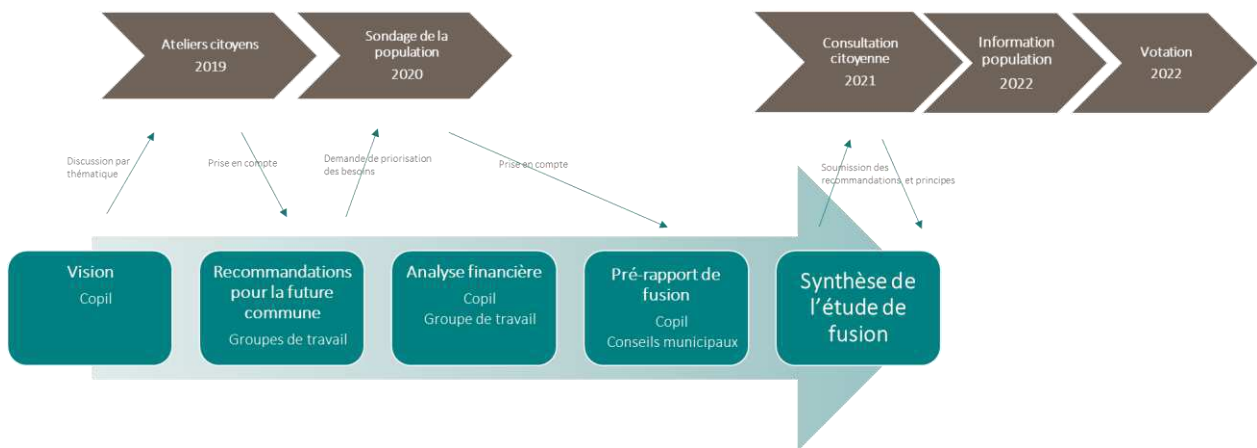 Ateliers citoyens
2019
Sondage de la
population
2020
Consultation
citoyenne
2021
Information
population
2022
Votation
2022
Discussion par
thématique
Prise en compte
Demande de priorisation
des besoins
Prise en compte
Soumission des
recommandations et principes
Vision
Copil
Recommandations
pour la future
commune
Groupes de travail
Analyse financière
Copil
Groupe de travail
Pré-rapport de
fusion
Copil
Conseils municipaux
Synthèse de
l'étude de
fusion